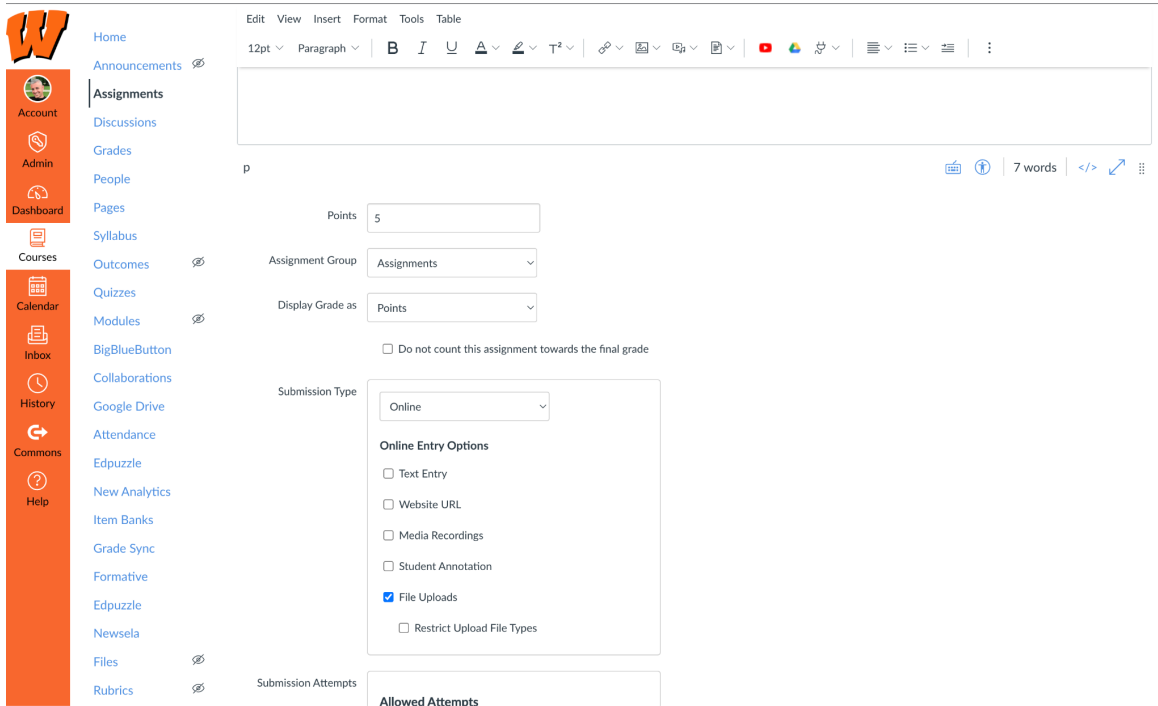 W
Account
Admin
Dashboard
Courses
Calendar
Inbox
History
Commons
Help
Home
Announcements
Assignments
Discussions
Grades
People
Pages
Syllabus
Outcomes
Quizzes
Modules
BigBlueButton
Collaborations
Google Drive
Attendance
Edpuzzle
New Analytics
Item Banks
Grade Sync
Formative
Edpuzzle
Newsela
Files
Rubrics
Edit View Insert Format Tools Table
12pt Paragraph B I U A T²
p 7 words </>
Points 5
Assignment Group Assignments
Display Grade as Points
Do not count this assignment towards the final grade
Submission Type Online
Online Entry Options
Text Entry
Website URL
Media Recordings
Student Annotation
File Uploads
Restrict Upload File Types
Submission Attempts
Allowed Attempts